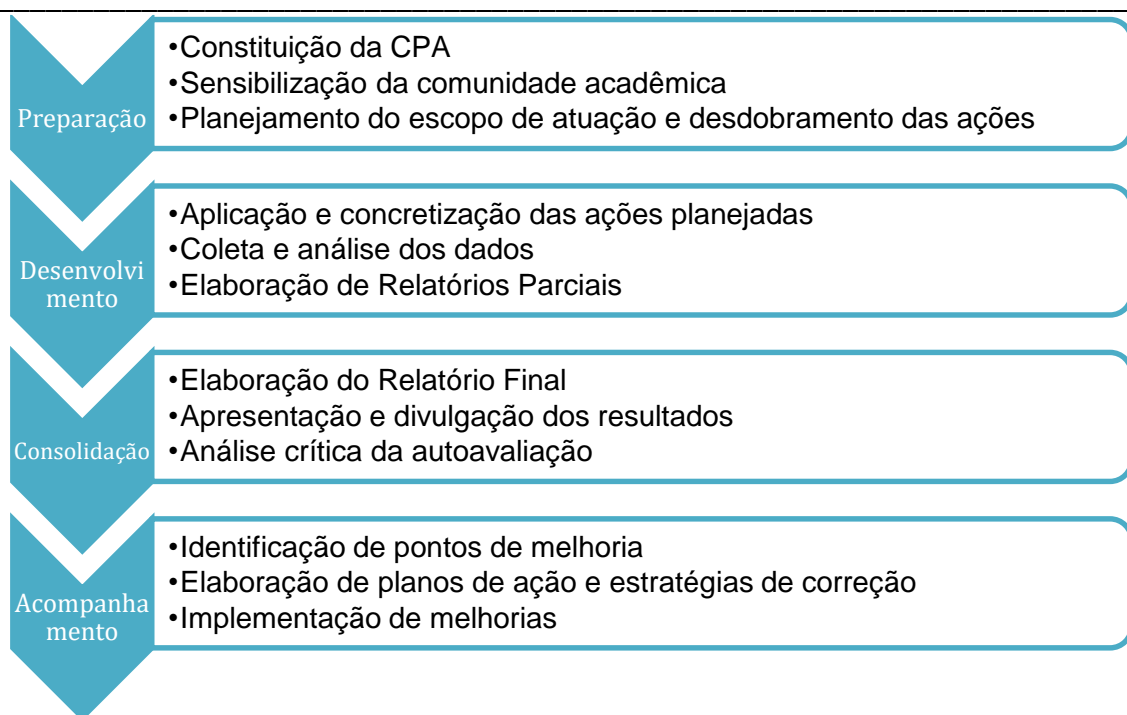 Preparação
•Constituição da CPA
•Sensibilização da comunidade acadêmica
•Planejamento do escopo de atuação e desdobramento das ações
Desenvolvi
mento
•Aplicação e concretização das ações planejadas
•Coleta e análise dos dados
•Elaboração de Relatórios Parciais
Consolidação
•Elaboração do Relatório Final
•Apresentação e divulgação dos resultados
•Análise crítica da autoavaliação
Acompanha
mento
•Identificação de pontos de melhoria
•Elaboração de planos de ação e estratégias de correção
•Implementação de melhorias